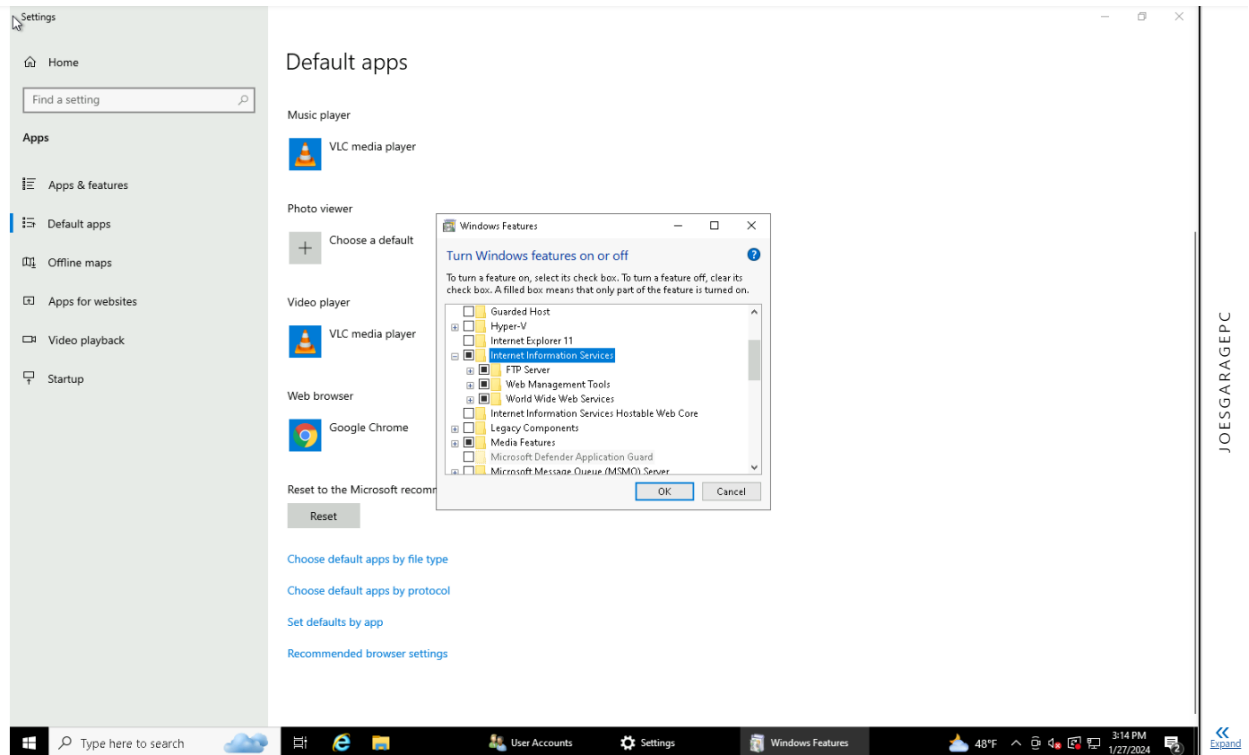 Settings
Home
Find a setting
Apps
Apps & features
Default apps
Offline maps
Apps for websites
Video playback
Startup
Default apps
Music player
VLC media player
Photo viewer
Choose a default
Video player
VLC media player
Web browser
Google Chrome
Reset to the Microsoft recomm
Reset
Choose default apps by file type
Choose default apps by protocol
Set defaults by app
Recommended browser settings
Windows Features
Turn Windows features on or off
?
To turn a feature on, select its check box. To turn a feature off, clear its
check box. A filled box means that only part of the feature is turned on.
Guarded Host
Hyper-V
Internet Explorer 11
Internet Information Services
FTP Server
Web Management Tools
World Wide Web Services
Internet Information Services Hostable Web Core
Legacy Components
Media Features
Microsoft Defender Application Guard
Microsoft Message Queue (MSMQ) Server
OK
Cancel
JOESGARAGEPC
Expand
Type here to search
User Accounts
Settings
Windows Features
48°F
3:14 PM
1/27/2024
2